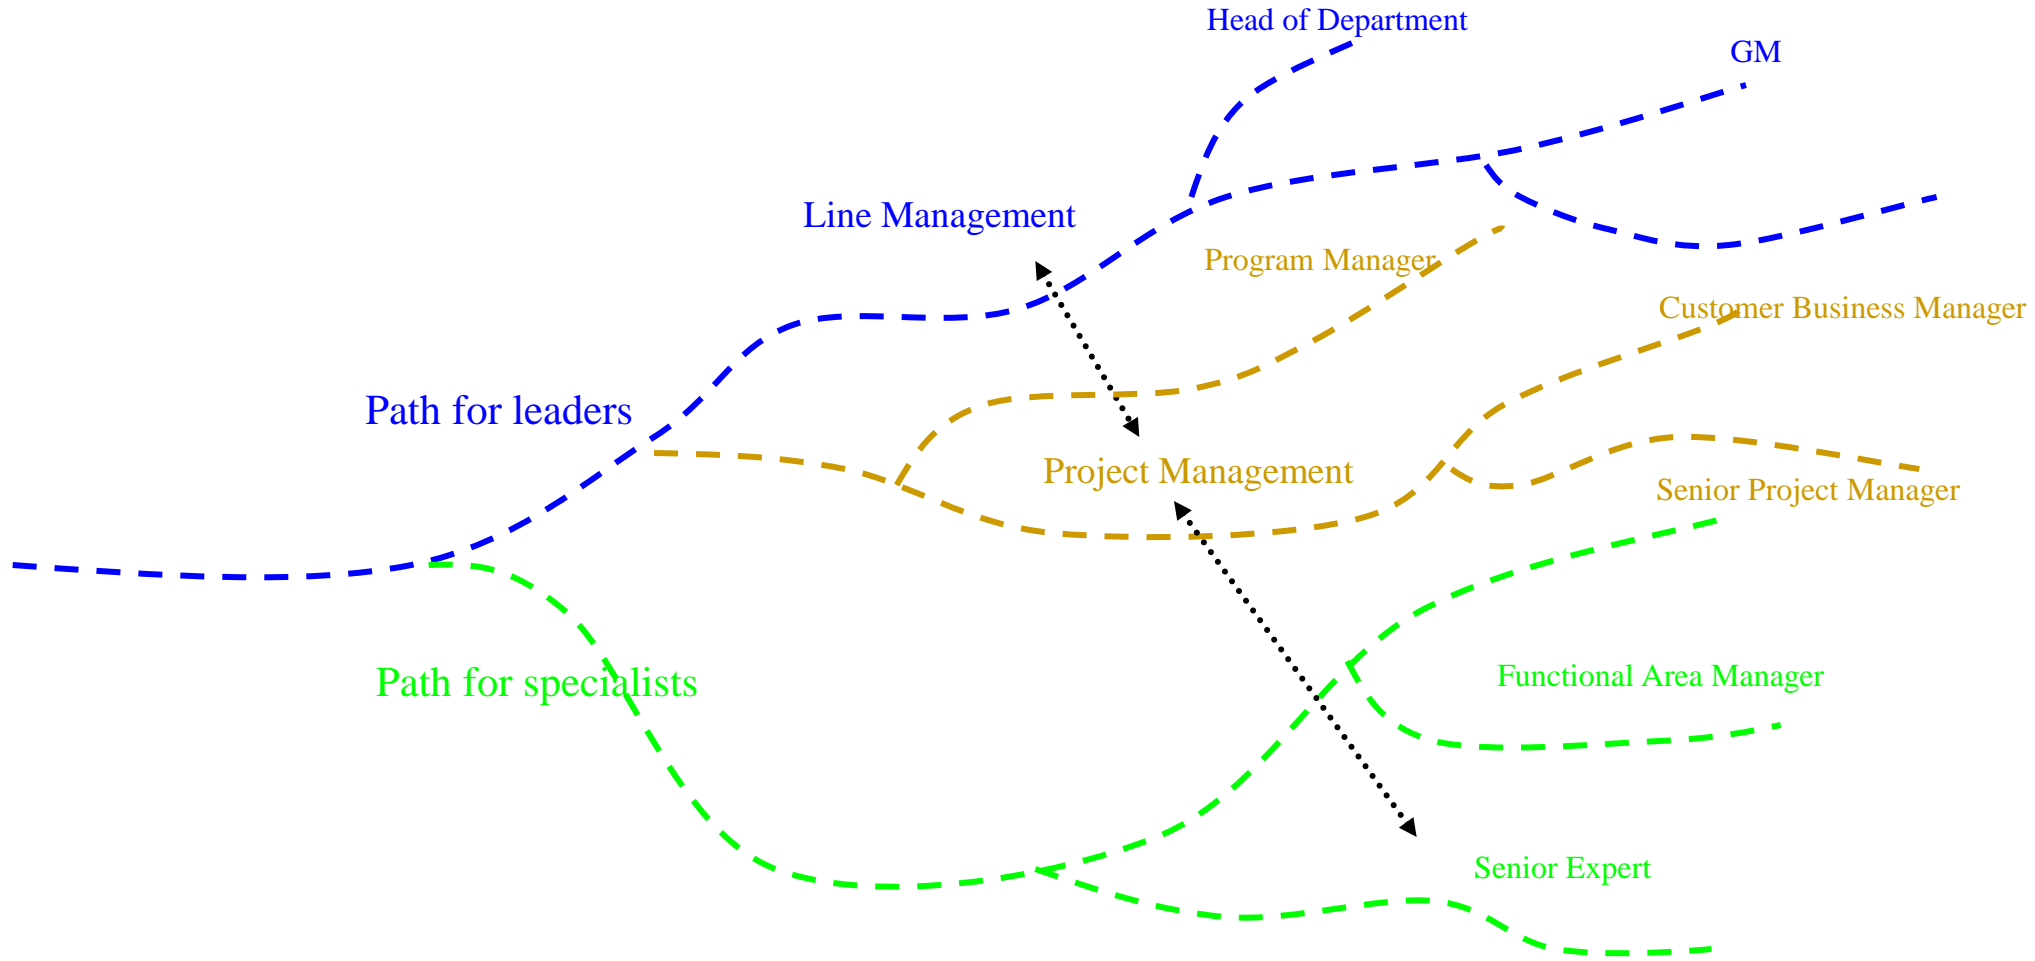 Head of Department
GM
Line Management
Program Manager
Customer Business Manager
Path for leaders
Project Management
Senior Project Manager
Path for specialists
Functional Area Manager
Senior Expert